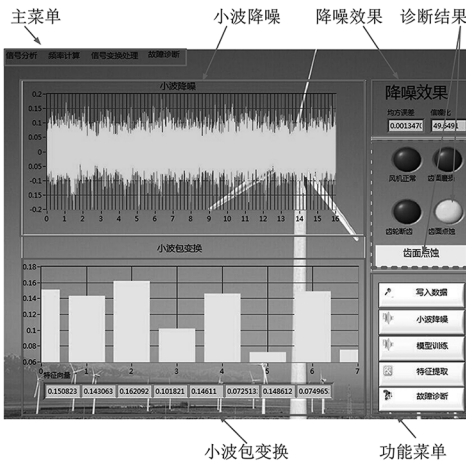 主菜单
小波降噪
降噪效果
诊断结果
信号分析 频率计算 信号变换处理 故障诊断
小波降噪
0.2
0.15
0.1
0.05
0
-0.05
-0.1
-0.15
-0.2
0 1 2 3 4 5 6 7 8 9 10 11 12 13 14 15 16
降噪效果
均方误差 信噪比
0.0013470 49.6491
风机正常 齿面磨损
齿轮断齿 齿面点蚀
齿面点蚀
小波包变换
0.18
0.16
0.14
0.12
0.1
0.08
0.06
0 1 2 3 4 5 6 7
特征向量
0.150823 0.143063 0.162092 0.101821 0.14611 0.072513 0.148612 0.074965
写入数据
小波降噪
模型训练
特征提取
故障诊断
小波包变换
功能菜单